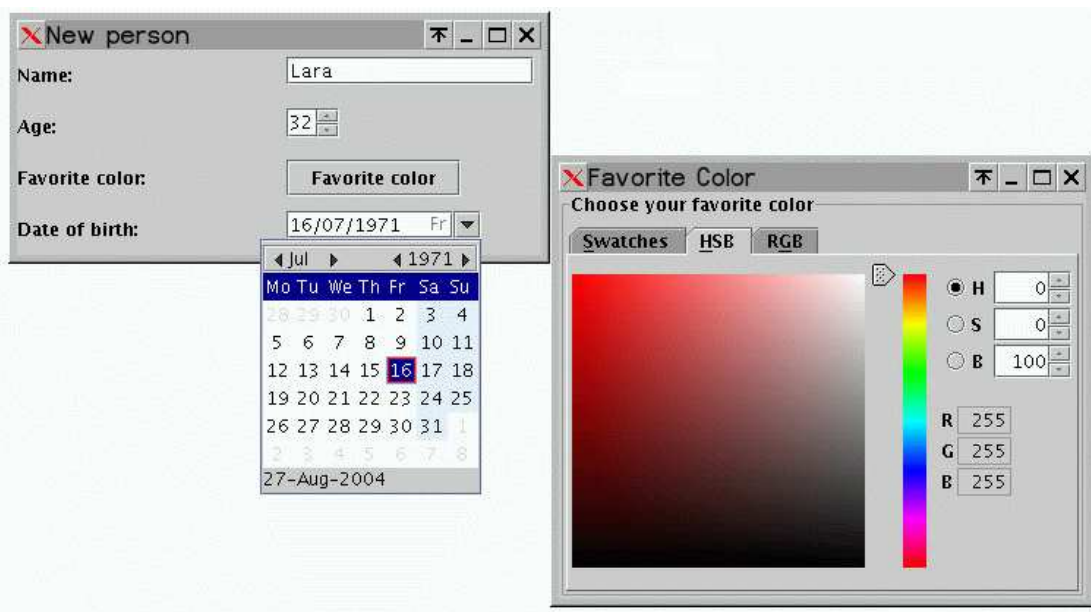 New person
Name: Lara
Age: 32
Favorite color: Favorite color
Date of birth: 16/07/1971 Fr
Jul 1971
Mo Tu We Th Fr Sa Su
28 29 30 1 2 3 4
5 6 7 8 9 10 11
12 13 14 15 16 17 18
19 20 21 22 23 24 25
26 27 28 29 30 31 1
2 3 4 5 6 7 8
27-Aug-2004
Favorite Color
Choose your favorite color
Swatches HSB RGB
H 0
S 0
B 100
R 255
G 255
B 255